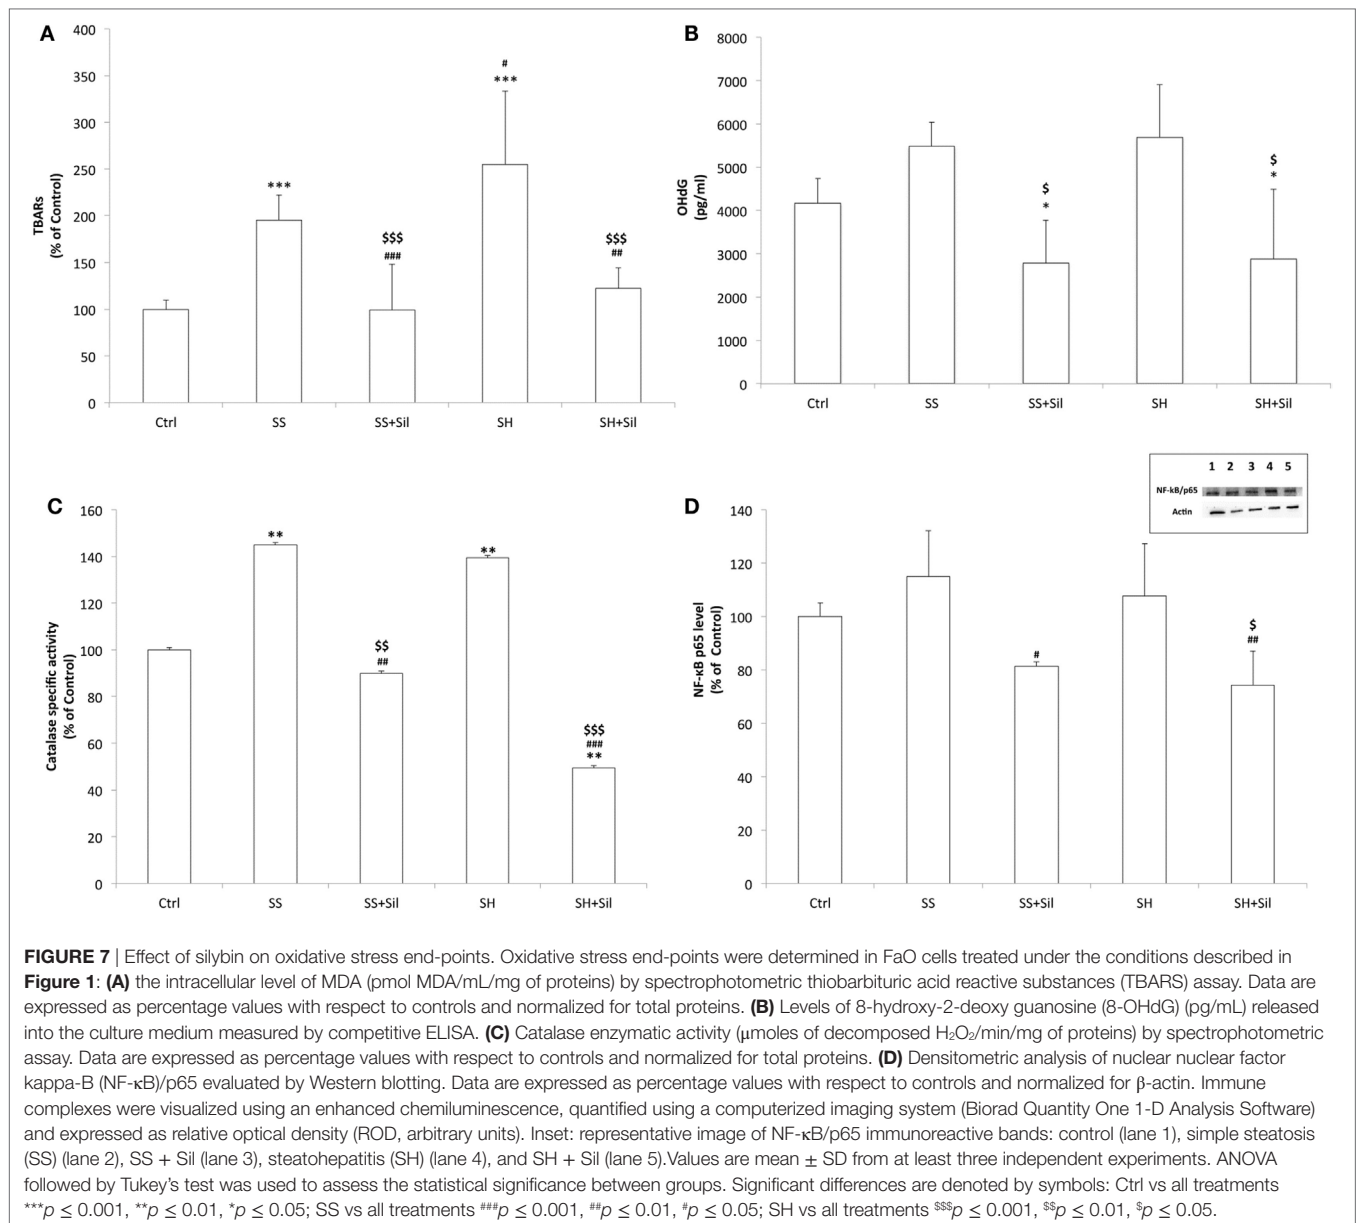 A
TBARs
(% of Control)
400
350
300
250
200
150
100
50
0
***
$$$
###
#
***
$$$
##
Ctrl SS SS+Sil SH SH+Sil
B
OHdG
(pg/ml)
8000
7000
6000
5000
4000
3000
2000
1000
0
$
*
$
*
Ctrl SS SS+Sil SH SH+Sil
C
Catalase specific activity
(% of Control)
160
140
120
100
80
60
40
20
0
**
$$
##
**
$$$
###
**
Ctrl SS SS+Sil SH SH+Sil
D
1 2 3 4 5
NF-kB/p65
Actin
NF-κB p65 level
(% of Control)
140
120
100
80
60
40
20
0
#
$
##
Ctrl SS SS+Sil SH SH+Sil
FIGURE 7 | Effect of silybin on oxidative stress end-points. Oxidative stress end-points were determined in FaO cells treated under the conditions described in
Figure 1: (A) the intracellular level of MDA (pmol MDA/mL/mg of proteins) by spectrophotometric thiobarbituric acid reactive substances (TBARS) assay. Data are
expressed as percentage values with respect to controls and normalized for total proteins. (B) Levels of 8-hydroxy-2-deoxy guanosine (8-OHdG) (pg/mL) released
into the culture medium measured by competitive ELISA. (C) Catalase enzymatic activity (μmoles of decomposed H₂O₂/min/mg of proteins) by spectrophotometric
assay. Data are expressed as percentage values with respect to controls and normalized for total proteins. (D) Densitometric analysis of nuclear nuclear factor
kappa-B (NF-κB)/p65 evaluated by Western blotting. Data are expressed as percentage values with respect to controls and normalized for β-actin. Immune
complexes were visualized using an enhanced chemiluminescence, quantified using a computerized imaging system (Biorad Quantity One 1-D Analysis Software)
and expressed as relative optical density (ROD, arbitrary units). Inset: representative image of NF-κB/p65 immunoreactive bands: control (lane 1), simple steatosis
(SS) (lane 2), SS + Sil (lane 3), steatohepatitis (SH) (lane 4), and SH + Sil (lane 5).Values are mean ± SD from at least three independent experiments. ANOVA
followed by Tukey's test was used to assess the statistical significance between groups. Significant differences are denoted by symbols: Ctrl vs all treatments
***p ≤ 0.001, **p ≤ 0.01, *p ≤ 0.05; SS vs all treatments ###p ≤ 0.001, ##p ≤ 0.01, #p ≤ 0.05; SH vs all treatments $$$p ≤ 0.001, $$p ≤ 0.01, $p ≤ 0.05.